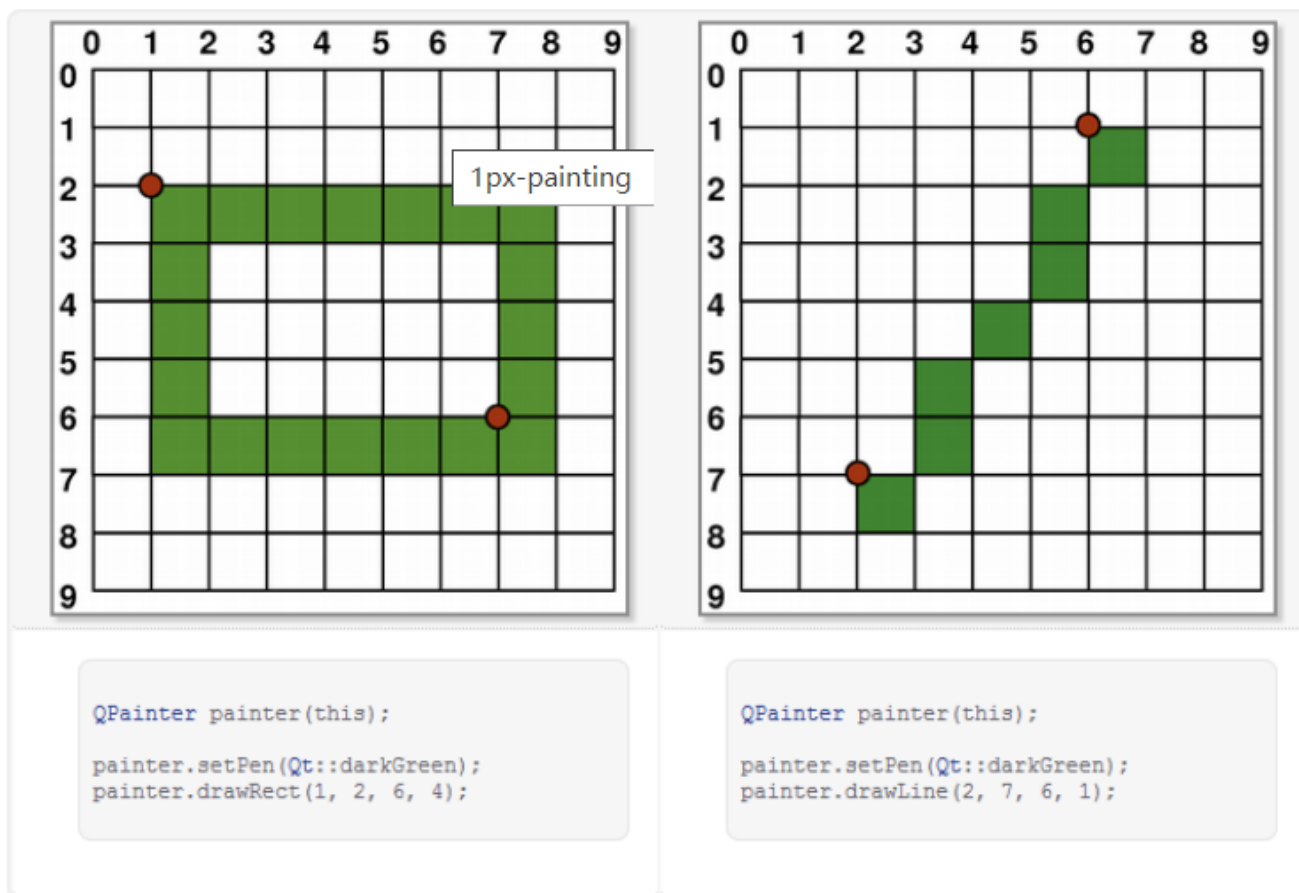 0 1 2 3 4 5 6 7 8 9
0
1
2
3
4
5
6
7
8
9
1px-painting
QPainter painter(this);
painter.setPen(Qt::darkGreen);
painter.drawRect(1, 2, 6, 4);
0 1 2 3 4 5 6 7 8 9
0
1
2
3
4
5
6
7
8
9
QPainter painter(this);
painter.setPen(Qt::darkGreen);
painter.drawLine(2, 7, 6, 1);